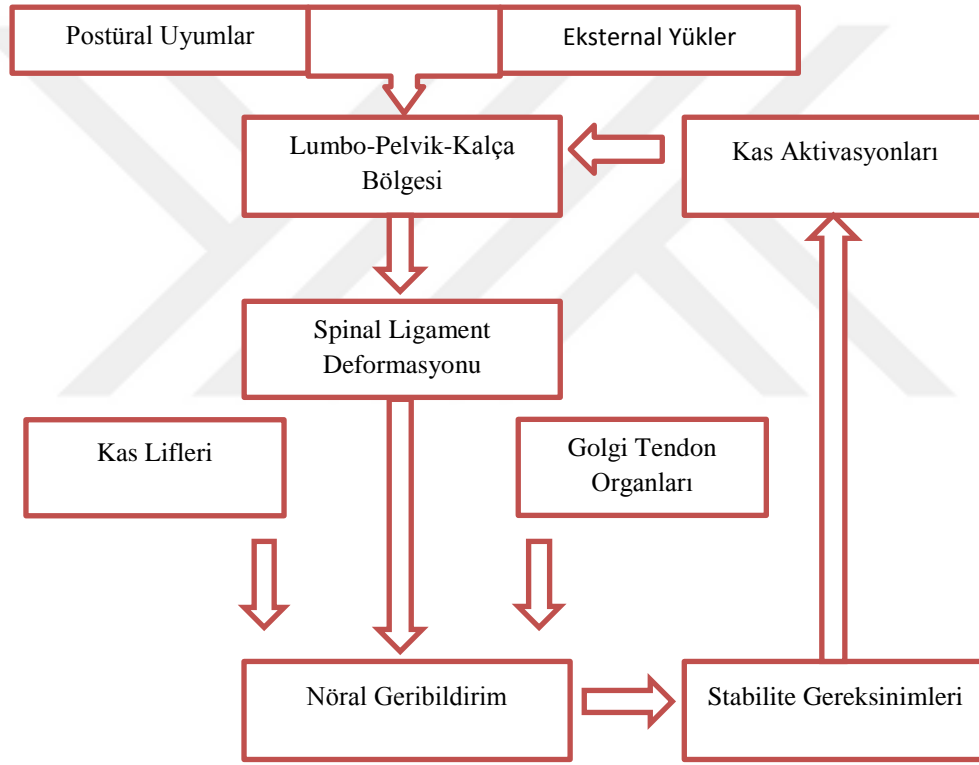 Postüral Uyumlar
Eksternal Yükler
Lumbo-Pelvik-Kalça
Bölgesi
Kas Aktivasyonları
Spinal Ligament
Deformasyonu
Kas Lifleri
Golgi Tendon
Organları
Nöral Geribildirim
Stabilite Gereksinimleri